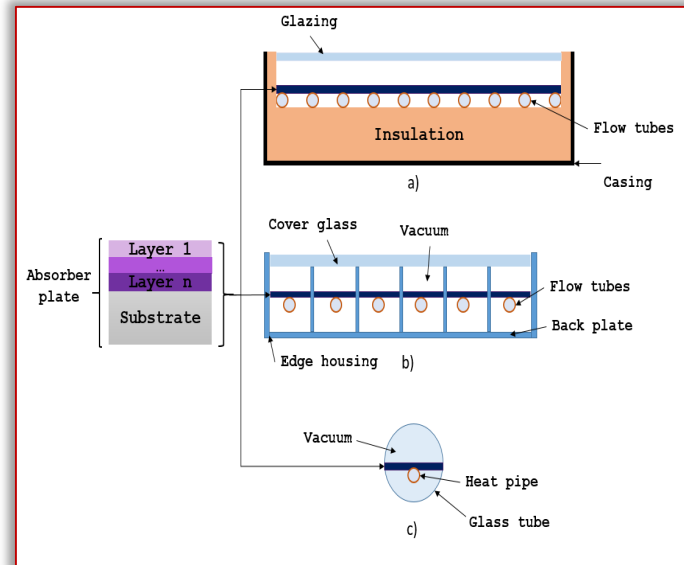 Glazing
Insulation
Flow tubes
a)
Casing
Cover glass
Vacuum
Absorber
plate
Layer 1
...
Layer n
Substrate
Flow tubes
Back plate
Edge housing
b)
Vacuum
Heat pipe
Glass tube
c)